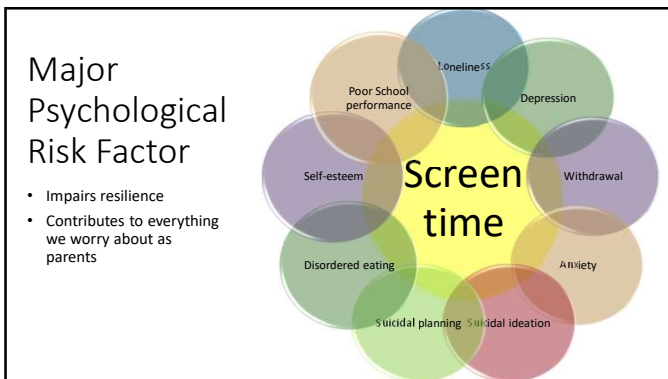 Major
Psychological
Risk Factor
• Impairs resilience
• Contributes to everything
we worry about as
parents
Screen
time
Loneliness
Depression
Withdrawal
Anxiety
Suicidal ideation
Suicidal planning
Disordered eating
Self-esteem
Poor School
performance